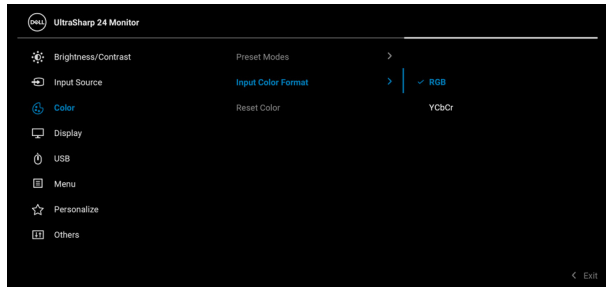 DELL UltraSharp 24 Monitor
Brightness/Contrast Preset Modes
Input Source Input Color Format RGB
Color Reset Color YCbCr
Display
USB
Menu
Personalize
Others
Exit